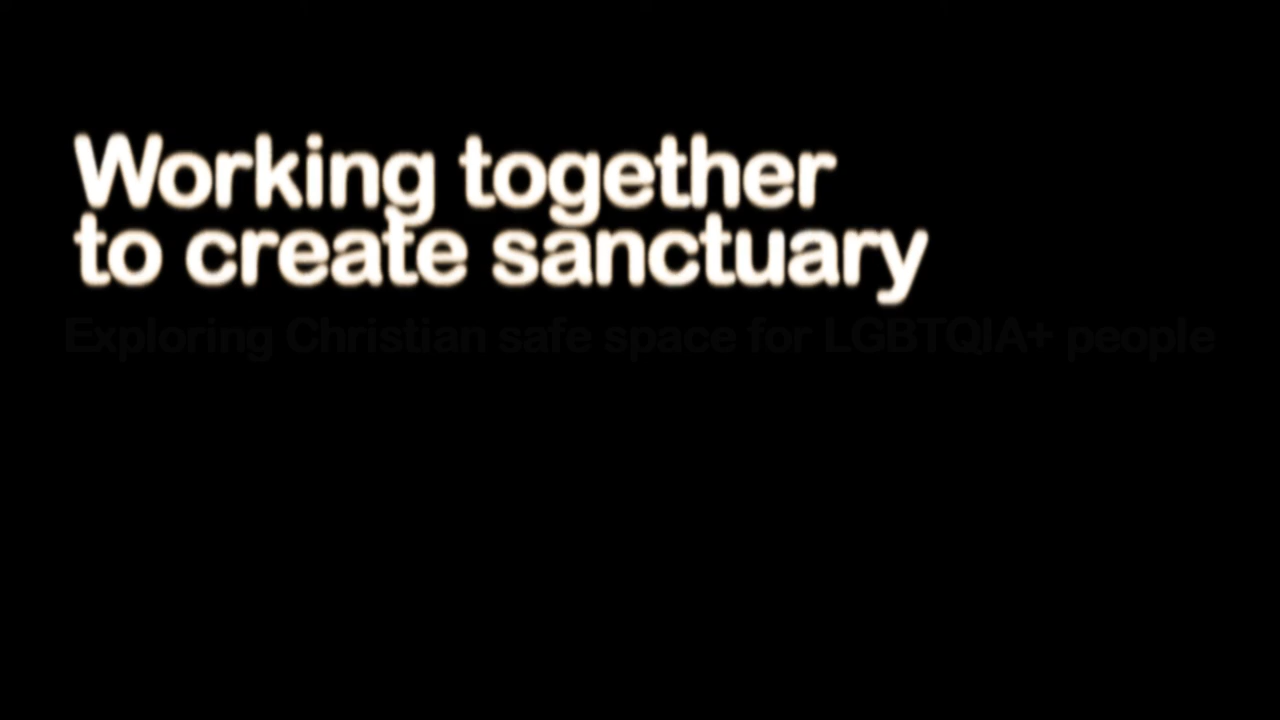 Working together
to create sanctuary
Exploring Christian safe space for LGBTQIA+ people